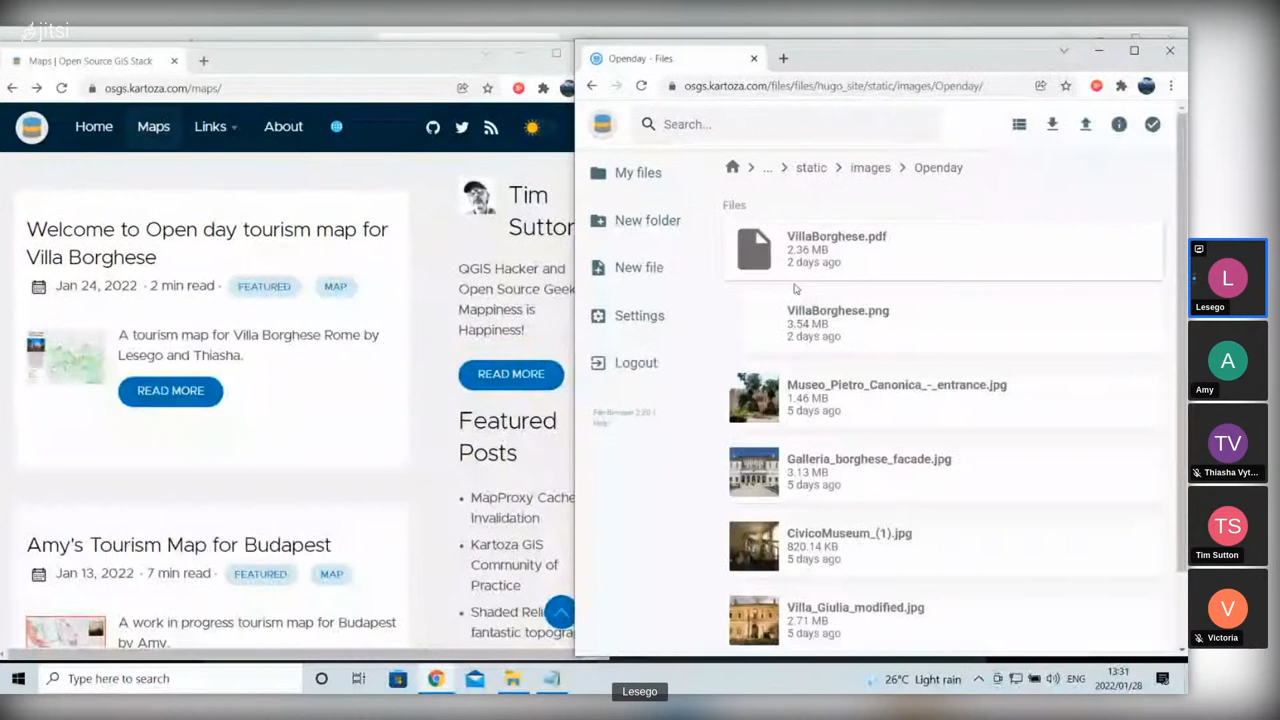 jitsi
Maps | Open Source GIS Stack
osgs.kartoza.com/maps/
Home Maps Links About
Welcome to Open day tourism map for
Villa Borghese
Jan 24, 2022 · 2 min read FEATURED MAP
A tourism map for Villa Borghese Rome by
Lesego and Thiasha.
READ MORE
Amy's Tourism Map for Budapest
Jan 13, 2022 · 7 min read FEATURED MAP
A work in progress tourism map for Budapest
by Amy.
Tim
Sutton
QGIS Hacker and
Open Source Geek
Mappiness is
Happiness!
READ MORE
Featured
Posts
• MapProxy Cache
Invalidation
• Kartoza GIS
Community of
Practice
• Shaded Reli
fantastic topogra
Openday - Files
osgs.kartoza.com/files/files/hugo_site/static/images/Openday/
Search...
My files
New folder
New file
Settings
Logout
File Browser 2.20.1
Help
... static images Openday
Files
VillaBorghese.pdf
2.36 MB
2 days ago
VillaBorghese.png
3.54 MB
2 days ago
Museo_Pietro_Canonica_-_entrance.jpg
1.46 MB
5 days ago
Galleria_borghese_facade.jpg
3.13 MB
5 days ago
CivicoMuseum_(1).jpg
820.14 KB
5 days ago
Villa_Giulia_modified.jpg
2.71 MB
5 days ago
L
Lesego
A
Amy
TV
Thiasha Vyt...
TS
Tim Sutton
V
Victoria
Type here to search
26°C Light rain
ENG
13:31
2022/01/28
Lesego